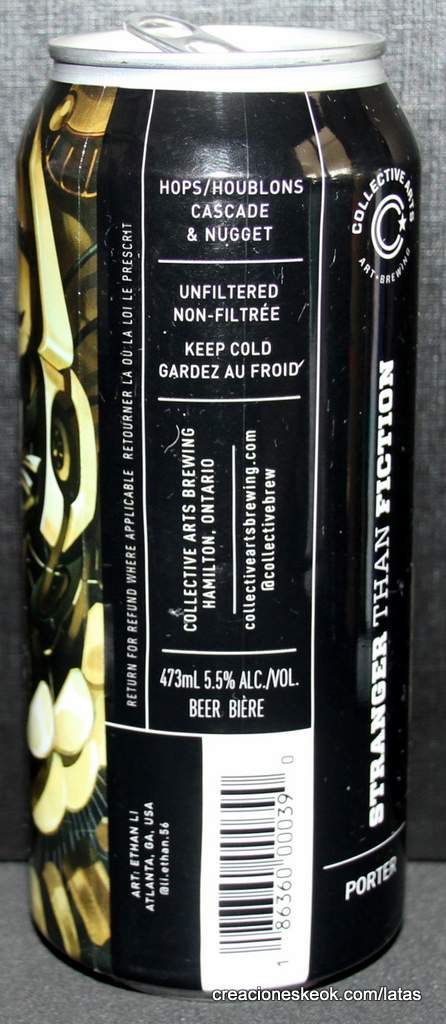 HOPS/HOUBLONS
CASCADE
& NUGGET
UNFILTERED
NON-FILTRÉE
KEEP COLD
GARDEZ AU FROID
COLLECTIVE ARTS BREWING
HAMILTON, ONTARIO
collectiveartsbrewing.com
@collectivebrew
473mL 5.5% ALC./VOL.
BEER BIÈRE
RETURN FOR REFUND WHERE APPLICABLE RETOURNER LA OÙ LA LOI LE PRESCRIT
ART: ETHAN LI
ATLANTA, GA, USA
@li.ethan.56
1 86360 00039 0
COLLECTIVE ARTS
ART • BREWING
STRANGER THAN FICTION
PORTER
creacioneskeok.com/latas